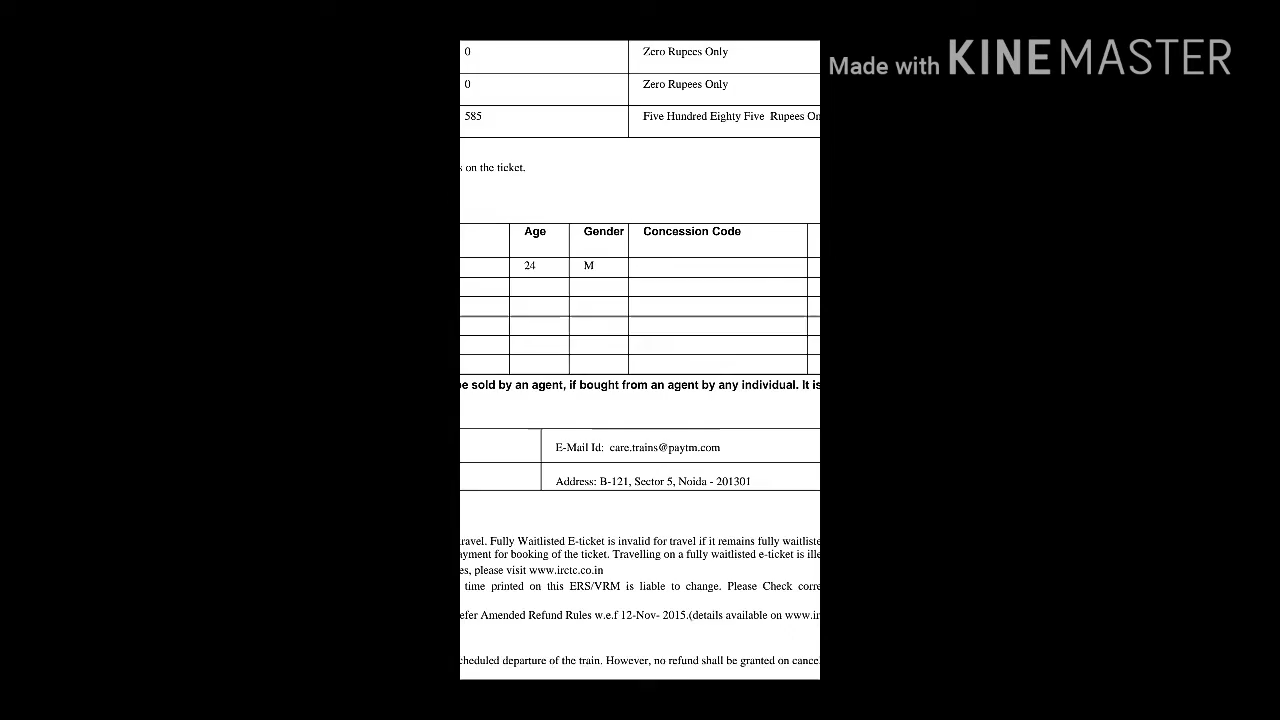 Made with KINEMASTER
0 Zero Rupees Only
0 Zero Rupees Only
585 Five Hundred Eighty Five Rupees On
s on the ticket.
Age Gender Concession Code
24 M
e sold by an agent, if bought from an agent by any individual. It is
E-Mail Id: care.trains@paytm.com
Address: B-121, Sector 5, Noida - 201301
ravel. Fully Waitlisted E-ticket is invalid for travel if it remains fully waitliste
yment for booking of the ticket. Travelling on a fully waitlisted e-ticket is ille
es, please visit www.irctc.co.in
time printed on this ERS/VRM is liable to change. Please Check corre
efer Amended Refund Rules w.e.f 12-Nov- 2015.(details available on www.ir
cheduled departure of the train. However, no refund shall be granted on cance